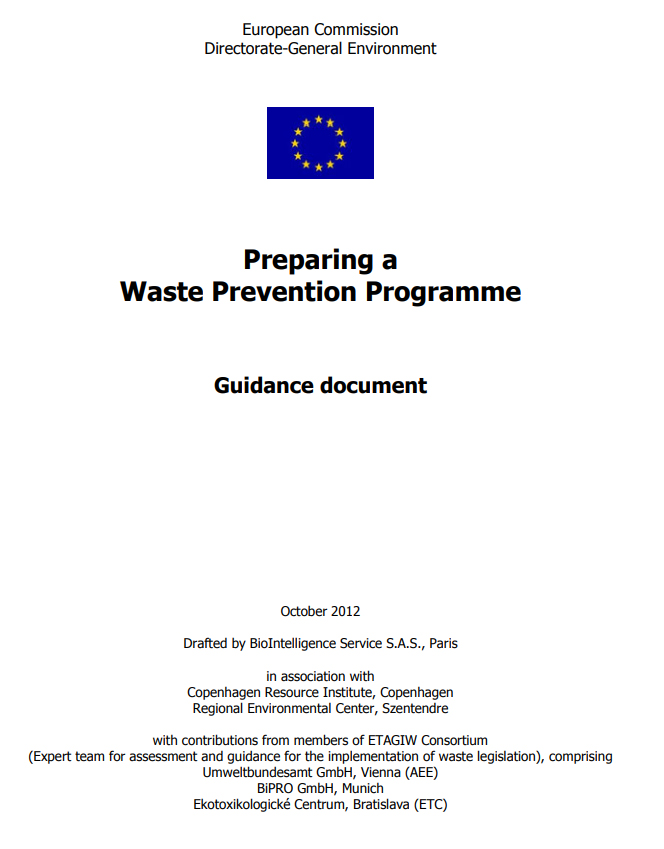 European Commission
Directorate-General Environment
Preparing a
Waste Prevention Programme
Guidance document
October 2012
Drafted by BioIntelligence Service S.A.S., Paris
in association with
Copenhagen Resource Institute, Copenhagen
Regional Environmental Center, Szentendre
with contributions from members of ETAGIW Consortium
(Expert team for assessment and guidance for the implementation of waste legislation), comprising
Umweltbundesamt GmbH, Vienna (AEE)
BiPRO GmbH, Munich
Ekotoxikologické Centrum, Bratislava (ETC)